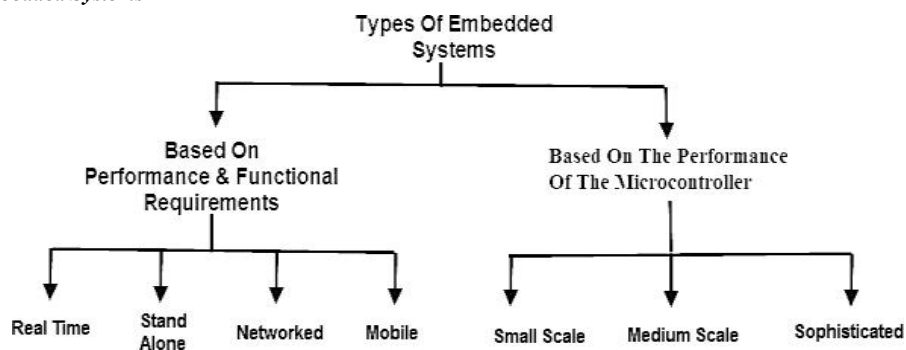 Types Of Embedded
Systems
Based On
Performance & Functional
Requirements
Based On The Performance
Of The Microcontroller
Real Time
Stand
Alone
Networked
Mobile
Small Scale
Medium Scale
Sophisticated